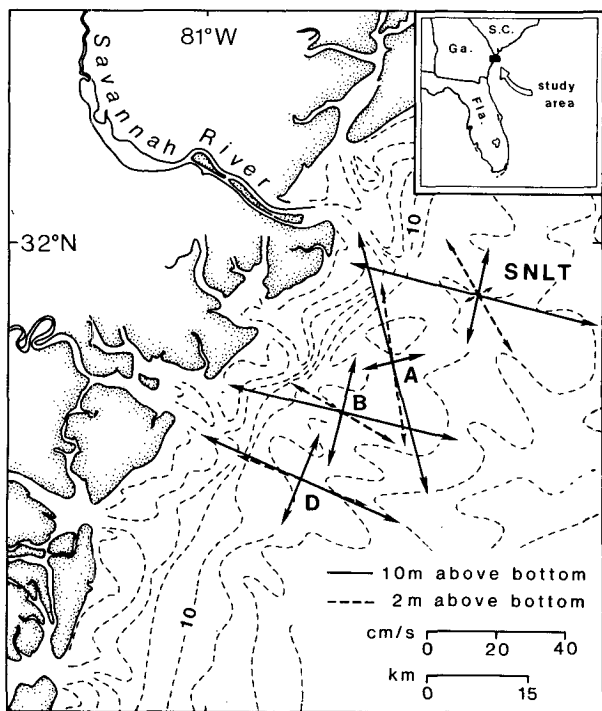 81°W
S.C.
Ga.
Fla.
study
area
Savannah River
32°N
10
SNLT
A
B
D
10
10m above bottom
2m above bottom
cm/s
0 20 40
km
0 15